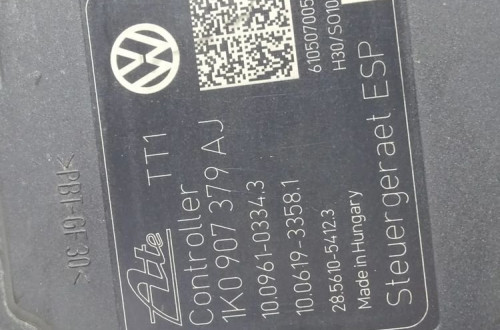 Ate TT1
Controller
1K0 907 379 AJ
10.0961-0334.3
10.0619-3358.1
28.5610-5412.3
Made in Hungary
Steuergeraet ESP
610507005
H30/S010
>PBT-GF30<